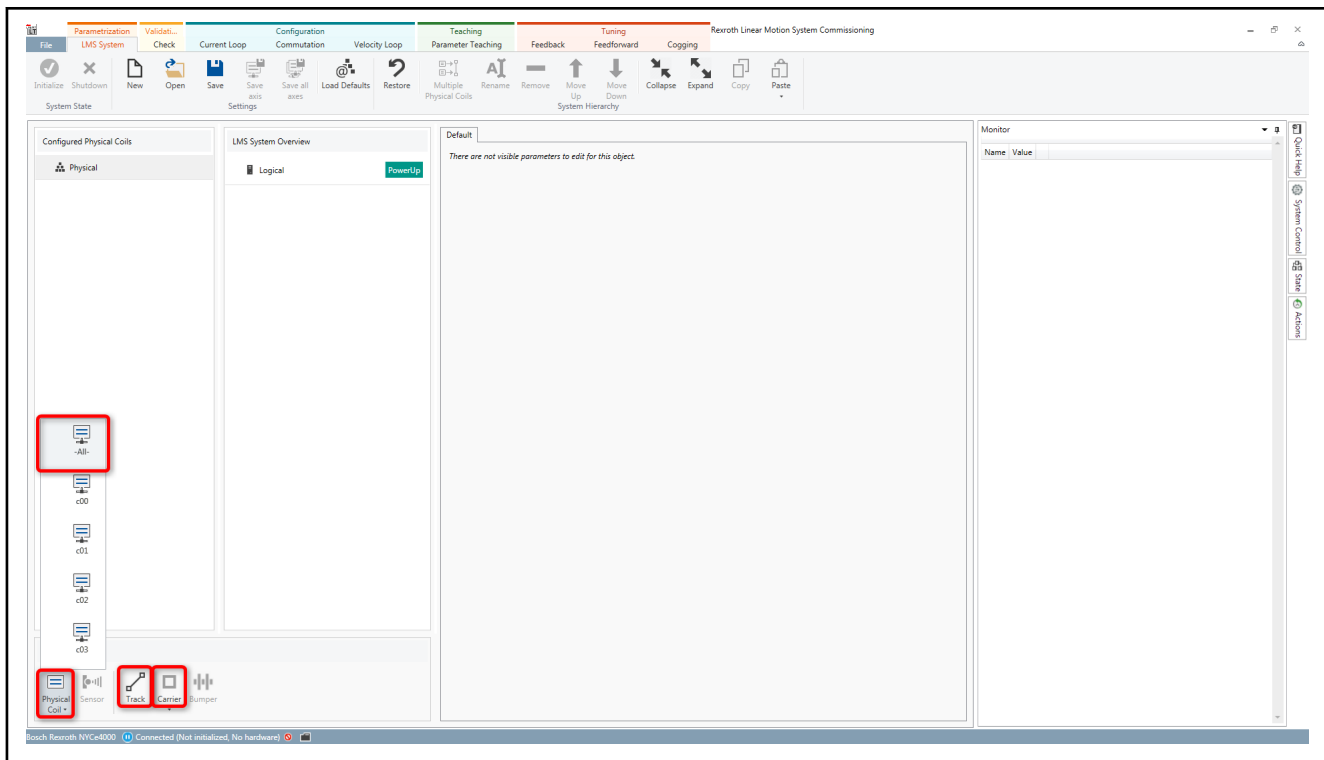 Parametrization Validati... Configuration Teaching Tuning Rexroth Linear Motion System Commissioning
File LMS System Check Current Loop Commutation Velocity Loop Parameter Teaching Feedback Feedforward Cogging
Initialize Shutdown New Open Save Save axis Save all axes Load Defaults Restore Multiple Physical Coils Rename Remove Move Up Move Down Collapse Expand Copy Paste
System State Settings System Hierarchy
Configured Physical Coils
Physical
LMS System Overview
Logical PowerUp
Default
There are not visible parameters to edit for this object.
Monitor
Name Value
Quick Help
System Control
State
Actions
-All-
c00
c01
c02
c03
Physical Coil Sensor Track Carrier Bumper
Bosch Rexroth NYCe4000 Connected (Not initialized, No hardware)